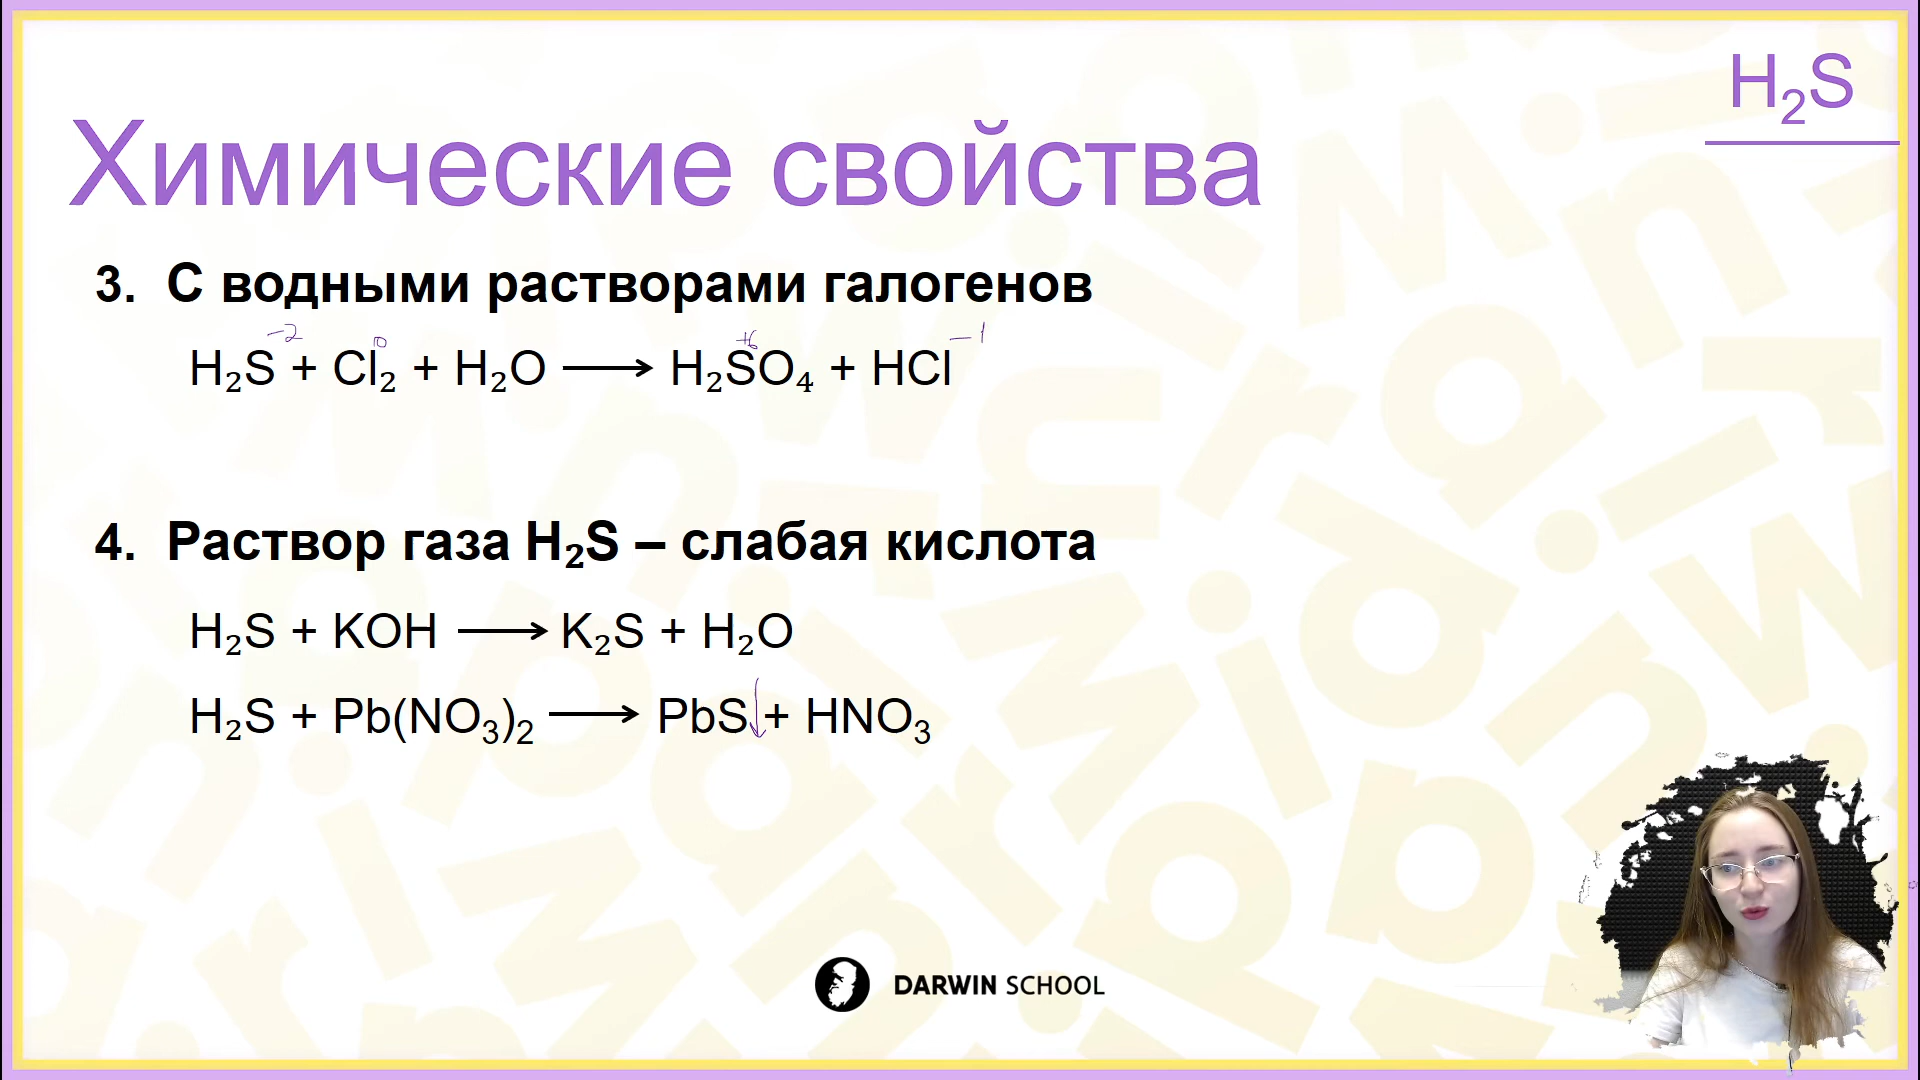 H₂S
Химические свойства
3. С водными растворами галогенов
-2 0 +6 -1
H₂S + Cl₂ + H₂O ⟶ H₂SO₄ + HCl
4. Раствор газа H₂S – слабая кислота
H₂S + KOH ⟶ K₂S + H₂O
H₂S + Pb(NO₃)₂ ⟶ PbS↓ + HNO₃
DARWIN SCHOOL